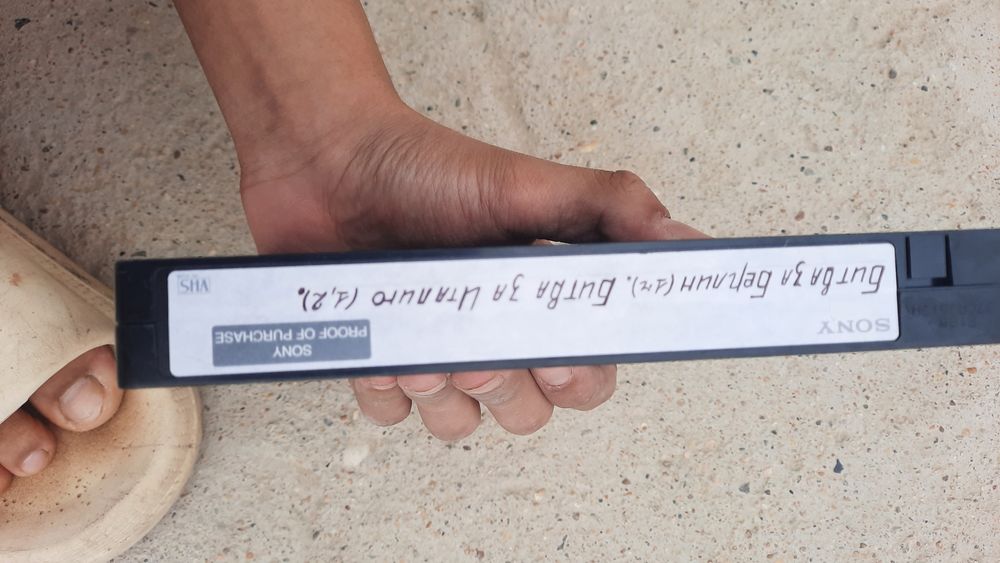 SONY
SONY
PROOF OF PURCHASE
Битва за Берлин (1ч). Битва за Италию (1,2).
VHS